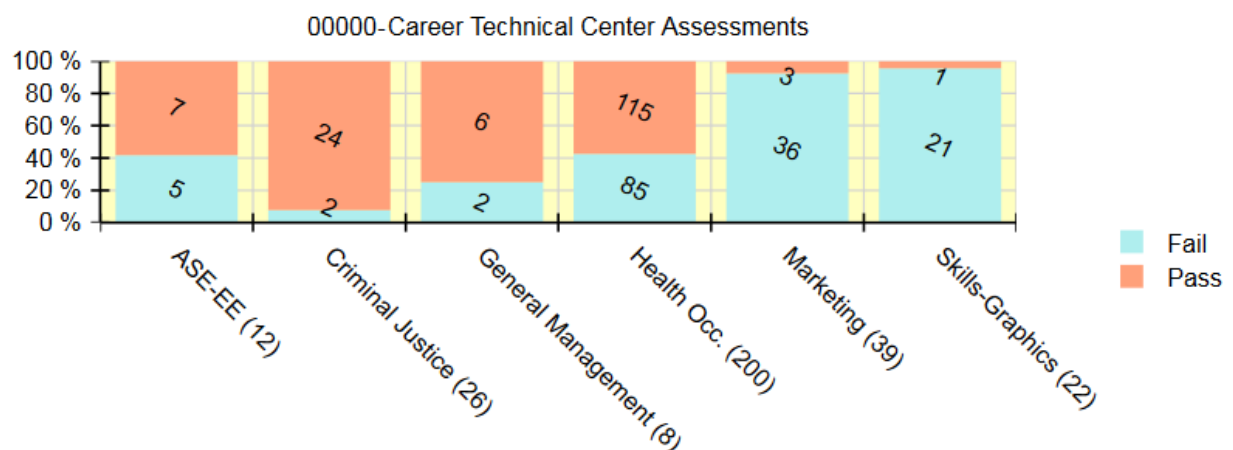 00000-Career Technical Center Assessments
100 %
80 %
60 %
40 %
20 %
0 %
7
5
24
2
6
2
115
85
3
36
1
21
ASE-EE (12)
Criminal Justice (26)
General Management (8)
Health Occ. (200)
Marketing (39)
Skills-Graphics (22)
Fail
Pass